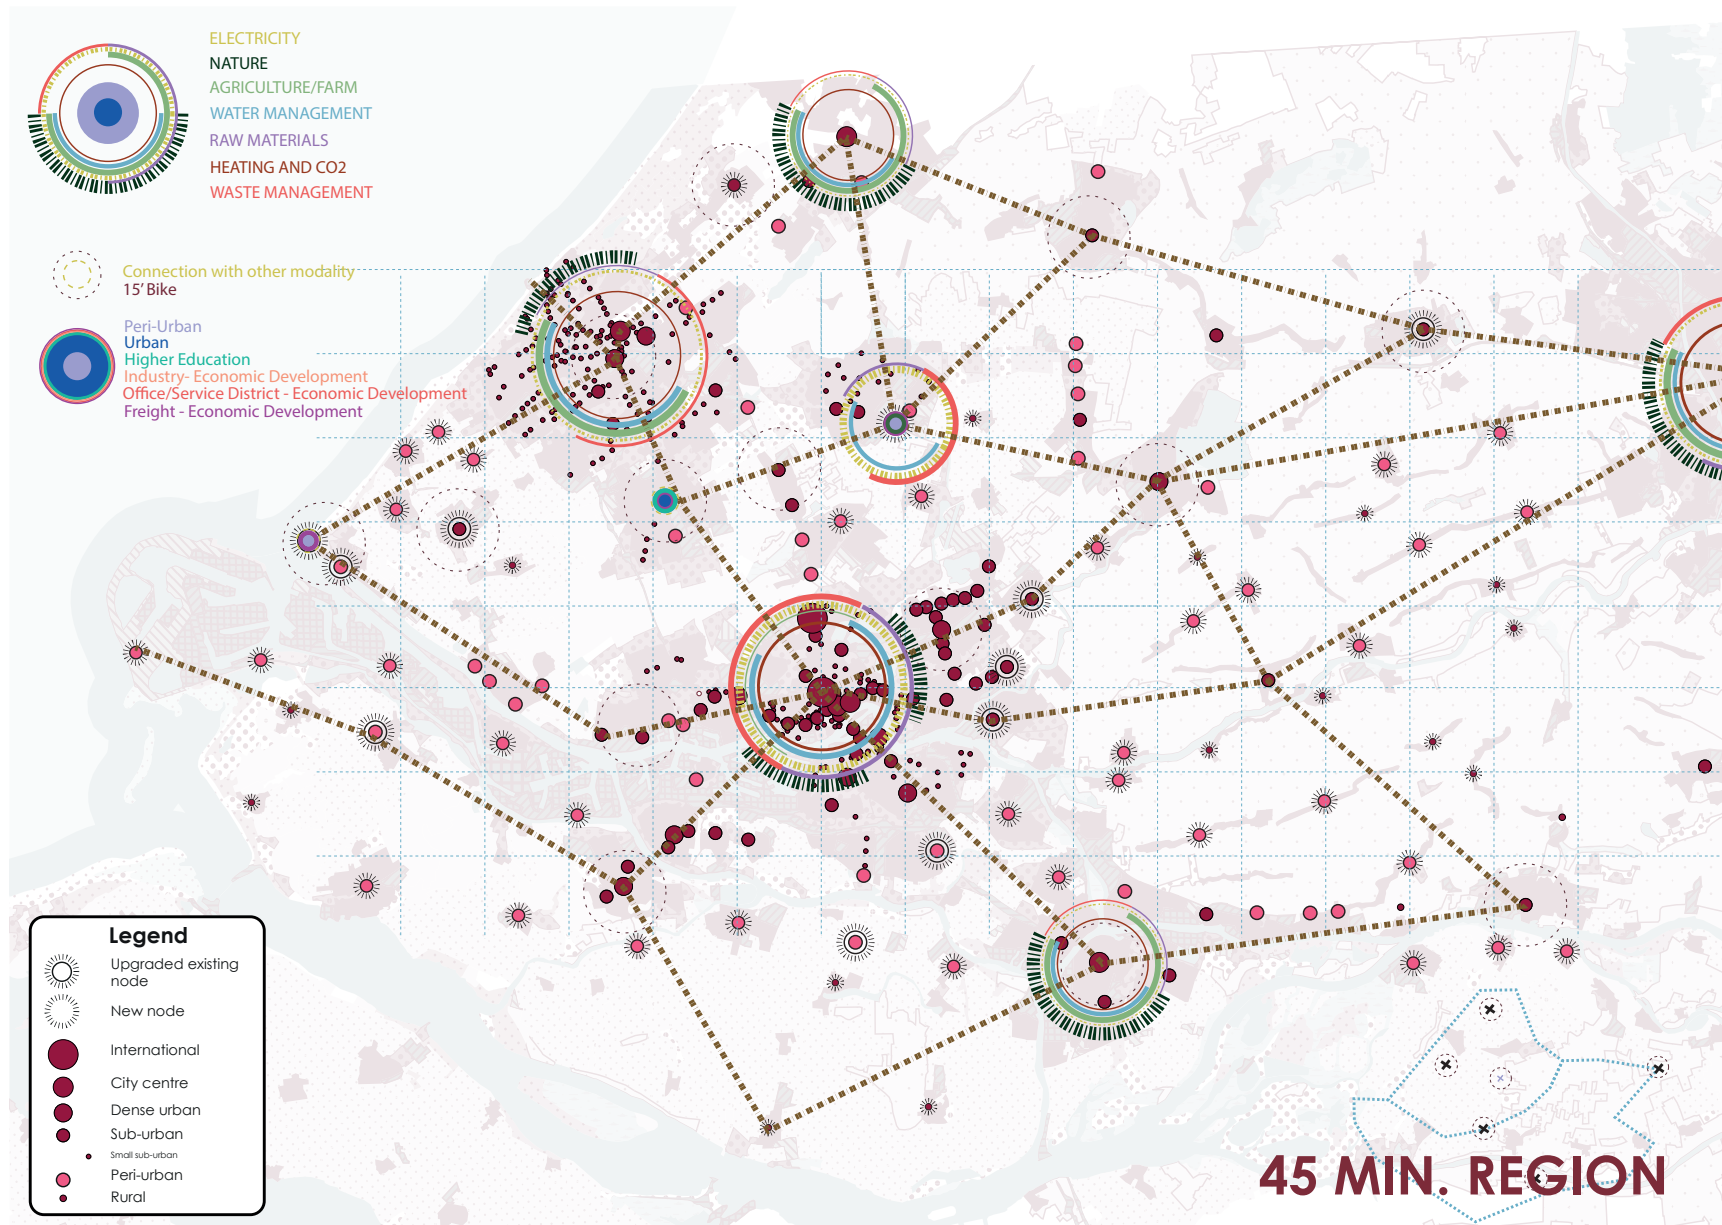 ELECTRICITY
NATURE
AGRICULTURE/FARM
WATER MANAGEMENT
RAW MATERIALS
HEATING AND CO2
WASTE MANAGEMENT
Connection with other modality
15' Bike
Peri-Urban
Urban
Higher Education
Industry- Economic Development
Office/Service District - Economic Development
Freight - Economic Development
Legend
Upgraded existing
node
New node
International
City centre
Dense urban
Sub-urban
Small sub-urban
Peri-urban
Rural
45 MIN. REGION